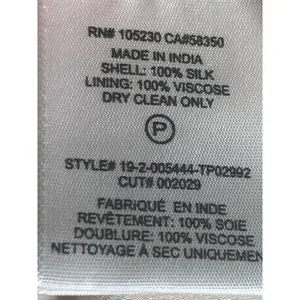 RN# 105230 CA#58350
MADE IN INDIA
SHELL: 100% SILK
LINING: 100% VISCOSE
DRY CLEAN ONLY
P
STYLE# 19-2-005444-TP02992
CUT# 002029
FABRIQUÉ EN INDE
REVÊTEMENT: 100% SOIE
DOUBLURE: 100% VISCOSE
NETTOYAGE À SEC UNIQUEMEN